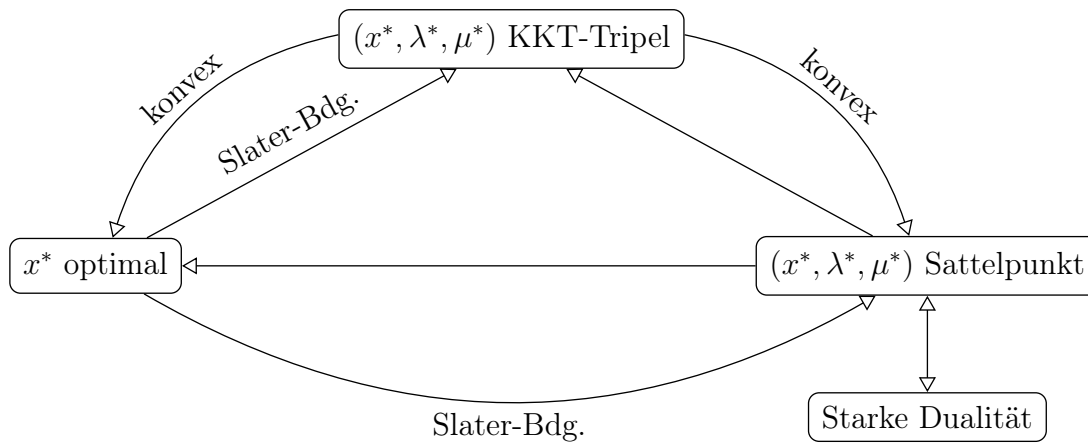 (x*, λ*, μ*) KKT-Tripel
konvex
konvex
Slater-Bdg.
x* optimal
(x*, λ*, μ*) Sattelpunkt
Starke Dualität
Slater-Bdg.